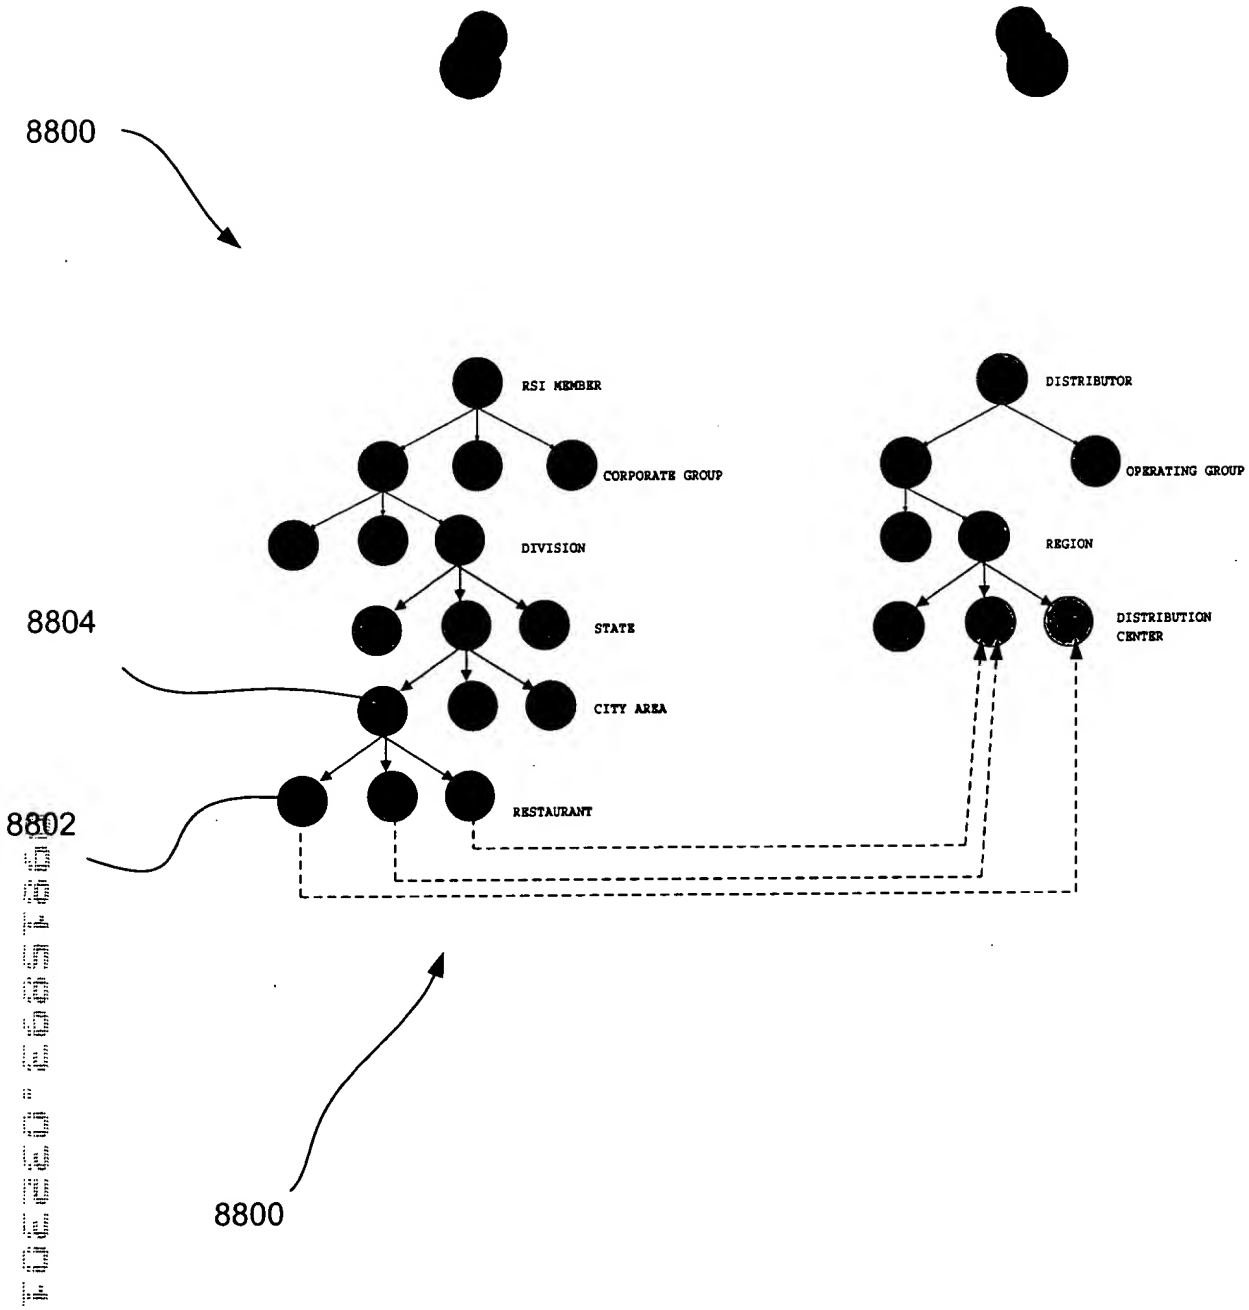 8800
RSI MEMBER
DISTRIBUTOR
CORPORATE GROUP
OPERATING GROUP
DIVISION
REGION
8804
STATE
DISTRIBUTION
CENTER
CITY AREA
8802
RESTAURANT
8800